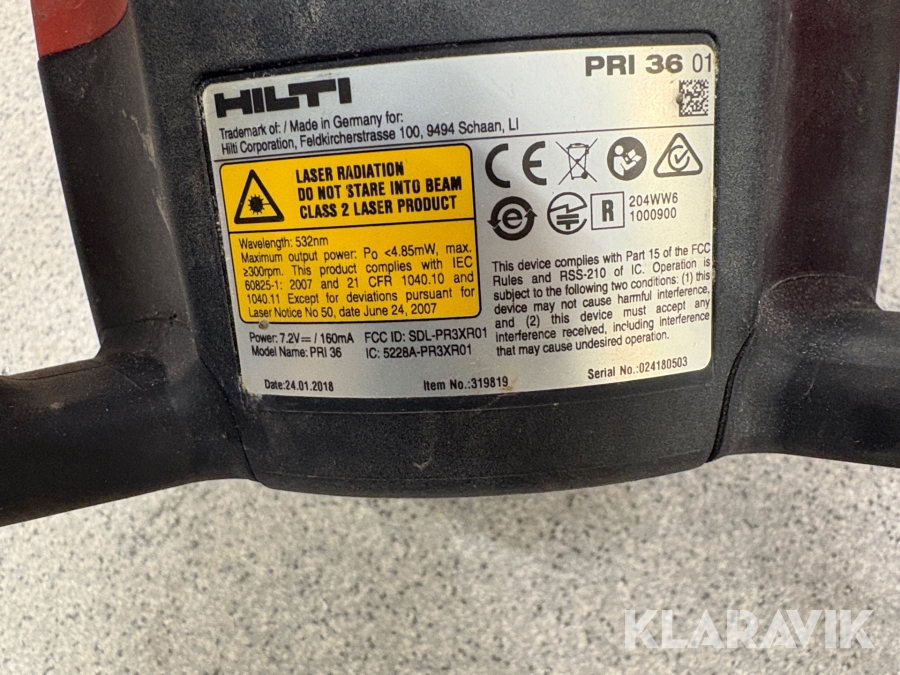 HILTI
PRI 36 01
Trademark of: / Made in Germany for:
Hilti Corporation, Feldkircherstrasse 100, 9494 Schaan, LI
LASER RADIATION
DO NOT STARE INTO BEAM
CLASS 2 LASER PRODUCT
Wavelength: 532nm
Maximum output power: Po <4.85mW, max.
≥300rpm. This product complies with IEC
60825-1: 2007 and 21 CFR 1040.10 and
1040.11 Except for deviations pursuant for
Laser Notice No 50, date June 24, 2007
CE
e
R
204WW6
1000900
This device complies with Part 15 of the FCC
Rules and RSS-210 of IC. Operation is
subject to the following two conditions: (1) this
device may not cause harmful interference,
and (2) this device must accept any
interference received, including interference
that may cause undesired operation.
Power: 7.2V⎓/ 160mA FCC ID: SDL-PR3XR01
Model Name: PRI 36 IC: 5228A-PR3XR01
Date:24.01.2018
Item No.:319819
Serial No.:024180503
KLARAVIK